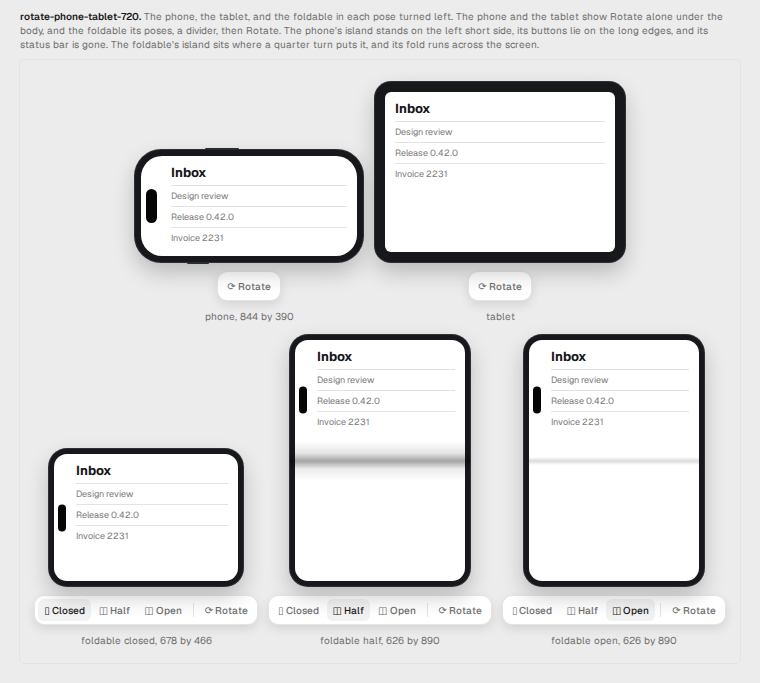 rotate-phone-tablet-720. The phone, the tablet, and the foldable in each pose turned left. The phone and the tablet show Rotate alone under the
body, and the foldable its poses, a divider, then Rotate. The phone's island stands on the left short side, its buttons lie on the long edges, and its
status bar is gone. The foldable's island sits where a quarter turn puts it, and its fold runs across the screen.
Inbox
Design review
Release 0.42.0
Invoice 2231
Rotate
phone, 844 by 390
Inbox
Design review
Release 0.42.0
Invoice 2231
Rotate
tablet
Inbox
Design review
Release 0.42.0
Invoice 2231
Closed Half Open Rotate
foldable closed, 678 by 466
Inbox
Design review
Release 0.42.0
Invoice 2231
Closed Half Open Rotate
foldable half, 626 by 890
Inbox
Design review
Release 0.42.0
Invoice 2231
Closed Half Open Rotate
foldable open, 626 by 890